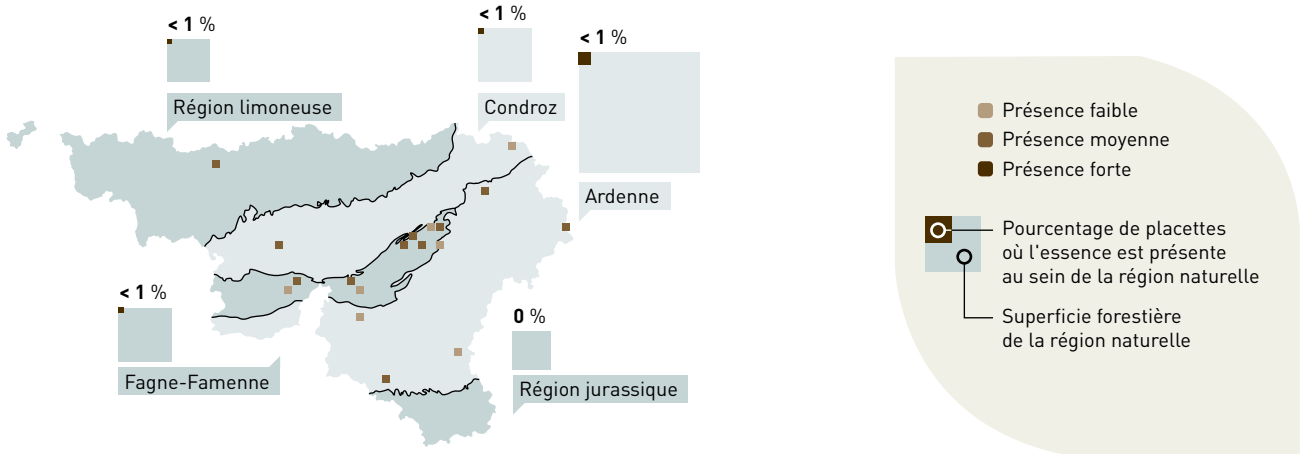 < 1 %
Région limoneuse
< 1 %
Condroz
< 1 %
Ardenne
< 1 %
Fagne-Famenne
0 %
Région jurassique
Présence faible
Présence moyenne
Présence forte
Pourcentage de placettes
où l'essence est présente
au sein de la région naturelle
Superficie forestière
de la région naturelle